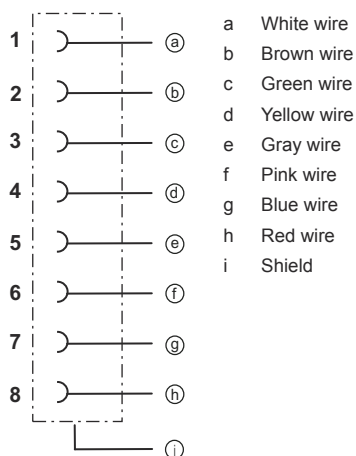 1 a
2 b
3 c
4 d
5 e
6 f
7 g
8 h
i
a White wire
b Brown wire
c Green wire
d Yellow wire
e Gray wire
f Pink wire
g Blue wire
h Red wire
i Shield